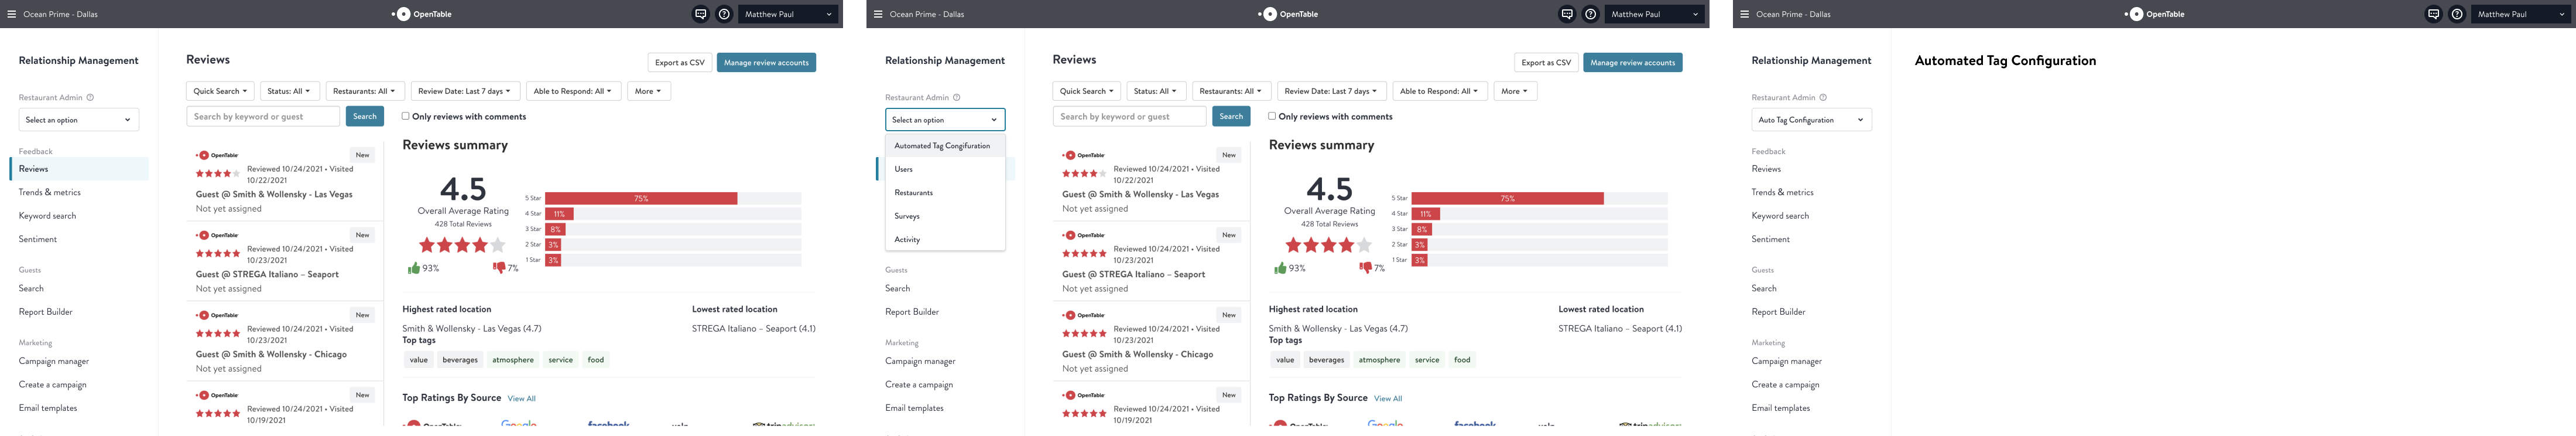 Ocean Prime - Dallas
OpenTable
Matthew Paul
Relationship Management
Restaurant Admin
Select an option
Feedback
Reviews
Trends & metrics
Keyword search
Sentiment
Guests
Search
Report Builder
Marketing
Campaign manager
Create a campaign
Email templates
Reviews
Export as CSV
Manage review accounts
Quick Search
Status: All
Restaurants: All
Review Date: Last 7 days
Able to Respond: All
More
Search by keyword or guest
Search
Only reviews with comments
OpenTable
New
Reviewed 10/24/2021 • Visited
10/22/2021
Guest @ Smith & Wollensky - Las Vegas
Not yet assigned
OpenTable
New
Reviewed 10/24/2021 • Visited
10/23/2021
Guest @ STREGA Italiano – Seaport
Not yet assigned
OpenTable
New
Reviewed 10/24/2021 • Visited
10/23/2021
Guest @ Smith & Wollensky - Chicago
Not yet assigned
OpenTable
New
Reviewed 10/24/2021 • Visited
10/19/2021
Reviews summary
4.5
Overall Average Rating
428 Total Reviews
93%
7%
5 Star 75%
4 Star 11%
3 Star 8%
2 Star 3%
1 Star 3%
Highest rated location
Smith & Wollensky - Las Vegas (4.7)
Lowest rated location
STREGA Italiano – Seaport (4.1)
Top tags
value
beverages
atmosphere
service
food
Top Ratings By Source
View All
OpenTable
Google
facebook
yelp
tripadvisor
Ocean Prime - Dallas
OpenTable
Matthew Paul
Relationship Management
Restaurant Admin
Select an option
Automated Tag Congifuration
Users
Restaurants
Surveys
Activity
Guests
Search
Report Builder
Marketing
Campaign manager
Create a campaign
Email templates
Reviews
Export as CSV
Manage review accounts
Quick Search
Status: All
Restaurants: All
Review Date: Last 7 days
Able to Respond: All
More
Search by keyword or guest
Search
Only reviews with comments
OpenTable
New
Reviewed 10/24/2021 • Visited
10/22/2021
Guest @ Smith & Wollensky - Las Vegas
Not yet assigned
OpenTable
New
Reviewed 10/24/2021 • Visited
10/23/2021
Guest @ STREGA Italiano – Seaport
Not yet assigned
OpenTable
New
Reviewed 10/24/2021 • Visited
10/23/2021
Guest @ Smith & Wollensky - Chicago
Not yet assigned
OpenTable
New
Reviewed 10/24/2021 • Visited
10/19/2021
Reviews summary
4.5
Overall Average Rating
428 Total Reviews
93%
7%
5 Star 75%
4 Star 11%
3 Star 8%
2 Star 3%
1 Star 3%
Highest rated location
Smith & Wollensky - Las Vegas (4.7)
Lowest rated location
STREGA Italiano – Seaport (4.1)
Top tags
value
beverages
atmosphere
service
food
Top Ratings By Source
View All
OpenTable
Google
facebook
yelp
tripadvisor
Ocean Prime - Dallas
OpenTable
Matthew Paul
Relationship Management
Restaurant Admin
Auto Tag Configuration
Feedback
Reviews
Trends & metrics
Keyword search
Sentiment
Guests
Search
Report Builder
Marketing
Campaign manager
Create a campaign
Email templates
Automated Tag Configuration